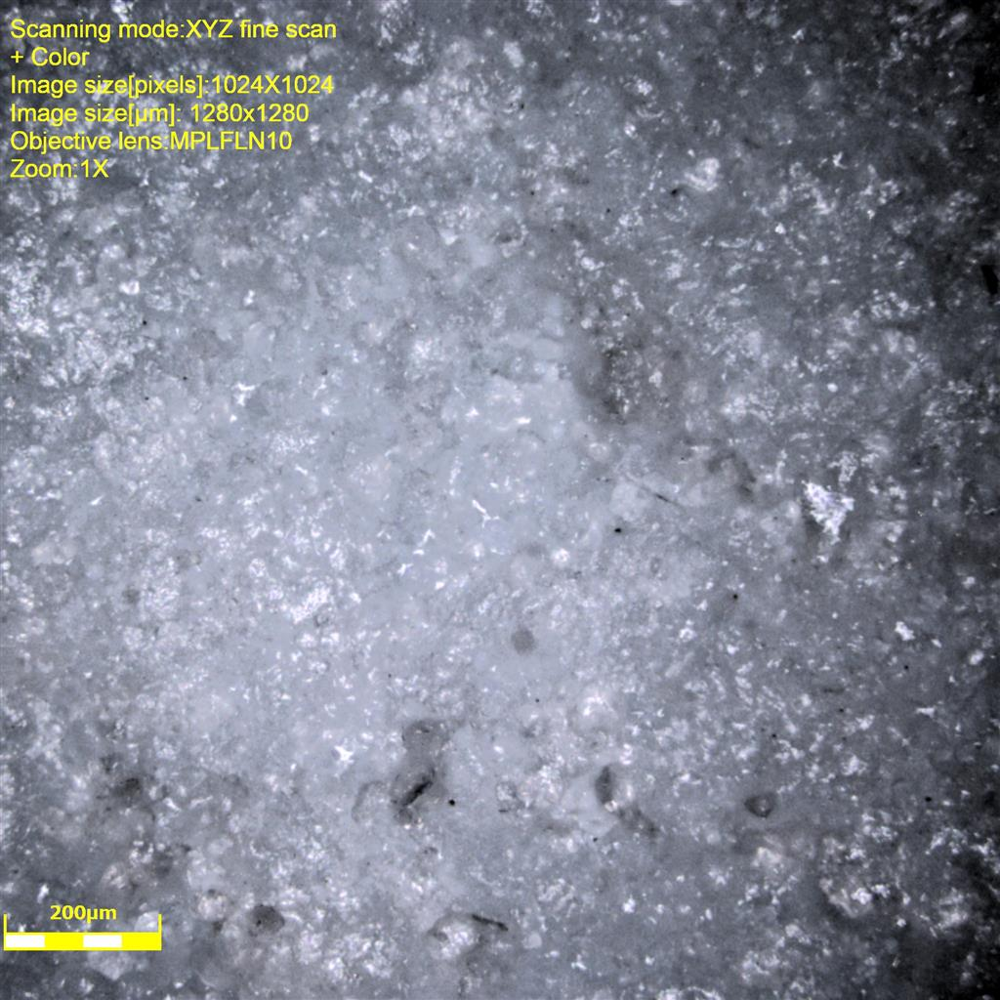 Scanning mode:XYZ fine scan
+ Color
Image size[pixels]:1024X1024
Image size[µm]: 1280x1280
Objective lens:MPLFLN10
Zoom:1X
200µm